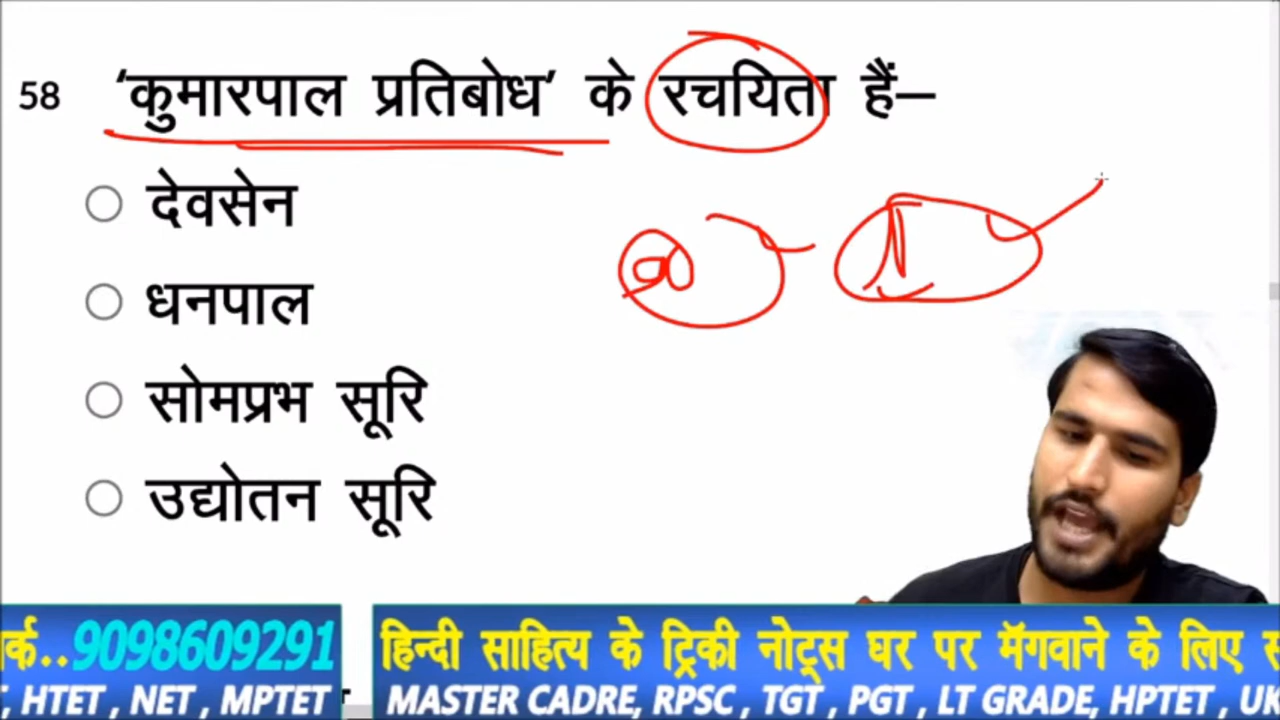 58 ‘कुमारपाल प्रतिबोध’ के रचयिता हैं–
देवसेन
धनपाल
सोमप्रभ सूरि
उद्योतन सूरि
र्क..9098609291 हिन्दी साहित्य के ट्रिकी नोट्स घर पर मॅगवाने के लिए
, HTET , NET , MPTET MASTER CADRE, RPSC , TGT , PGT , LT GRADE, HPTET , UK